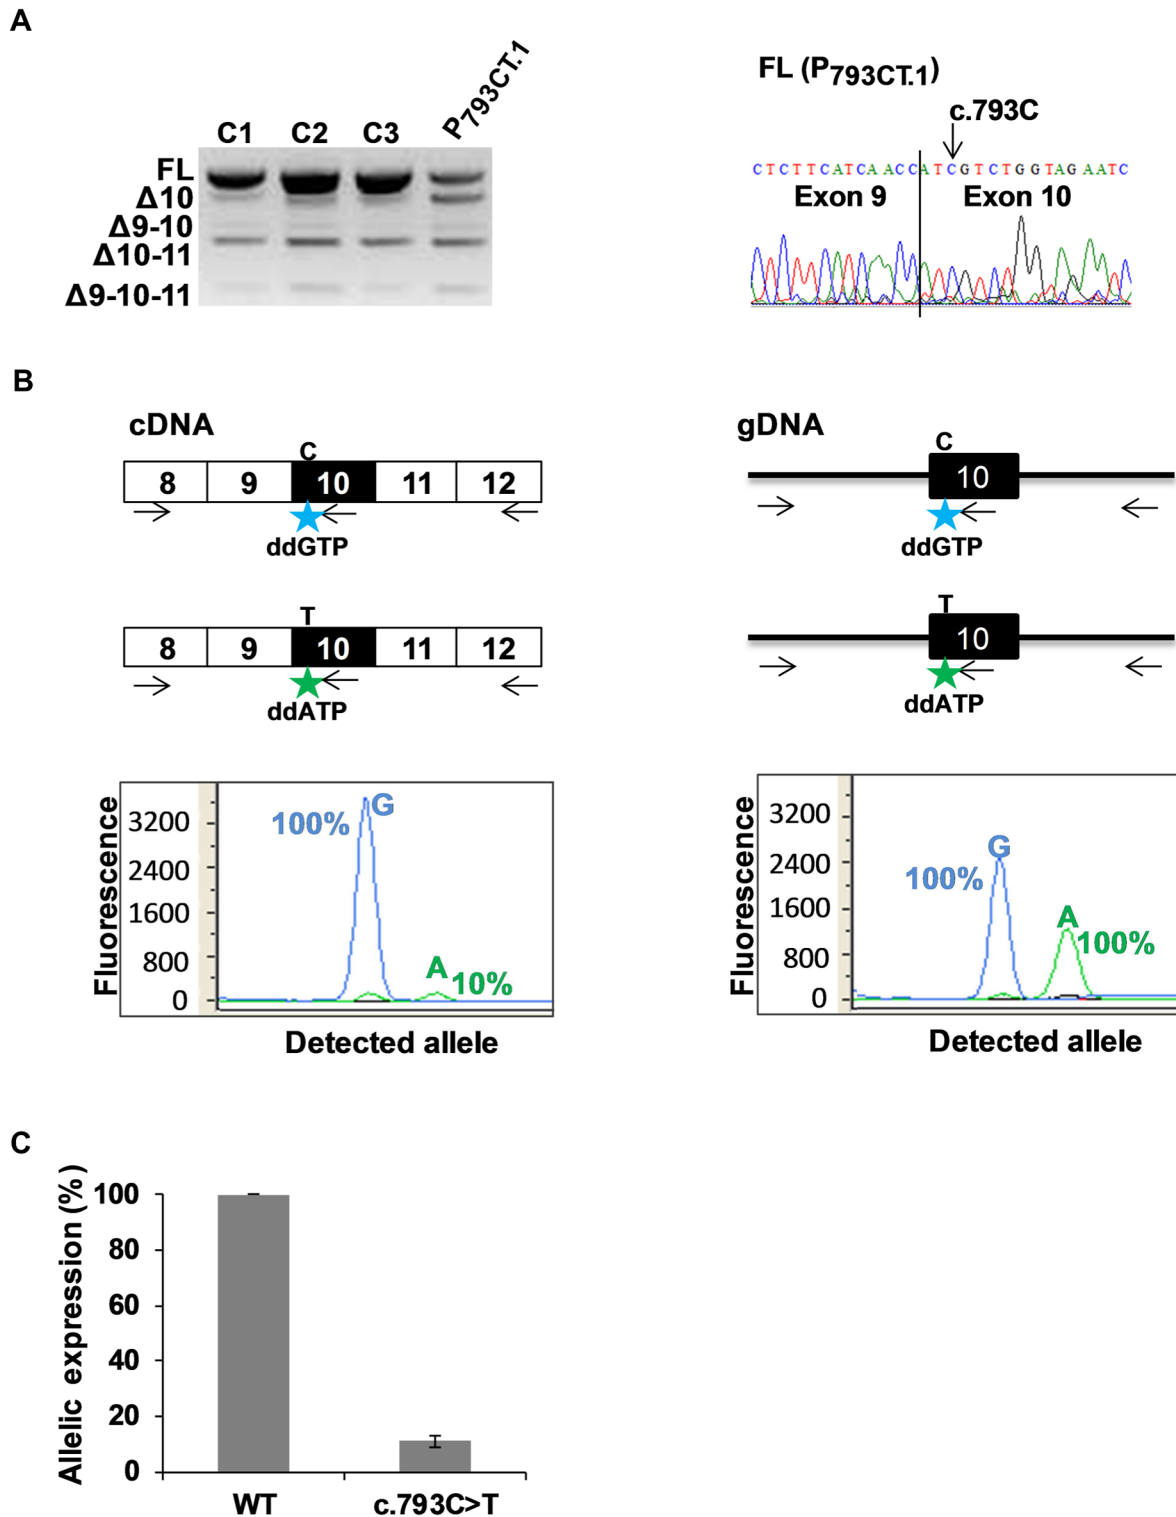 A
C1 C2 C3 P793CT.1
FL
Δ10
Δ9-10
Δ10-11
Δ9-10-11
FL (P793CT.1)
c.793C
CTCTTCATCAACCATCGTCTGGTAGAATC
Exon 9 Exon 10
B
cDNA
C
8 9 10 11 12
ddGTP
T
8 9 10 11 12
ddATP
gDNA
C
10
ddGTP
T
10
ddATP
Fluorescence
3200
2400
1600
800
0
G
100%
A
10%
Detected allele
Fluorescence
3200
2400
1600
800
0
G
100%
A
100%
Detected allele
C
Allelic expression (%)
100
80
60
40
20
0
WT c.793C>T